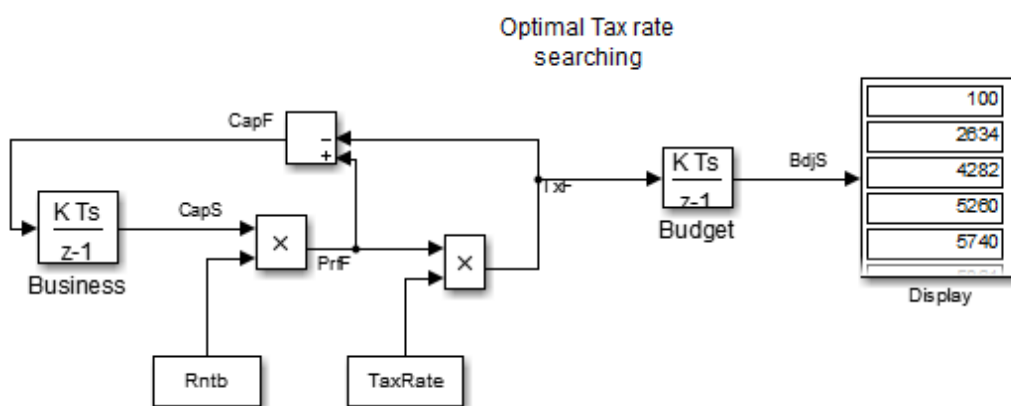 Optimal Tax rate
searching
CapF
−
+
K Ts
z-1
Business
CapS
×
PrfF
×
TxF
K Ts
z-1
Budget
BdjS
100
2634
4282
5260
5740
Display
Rntb
TaxRate